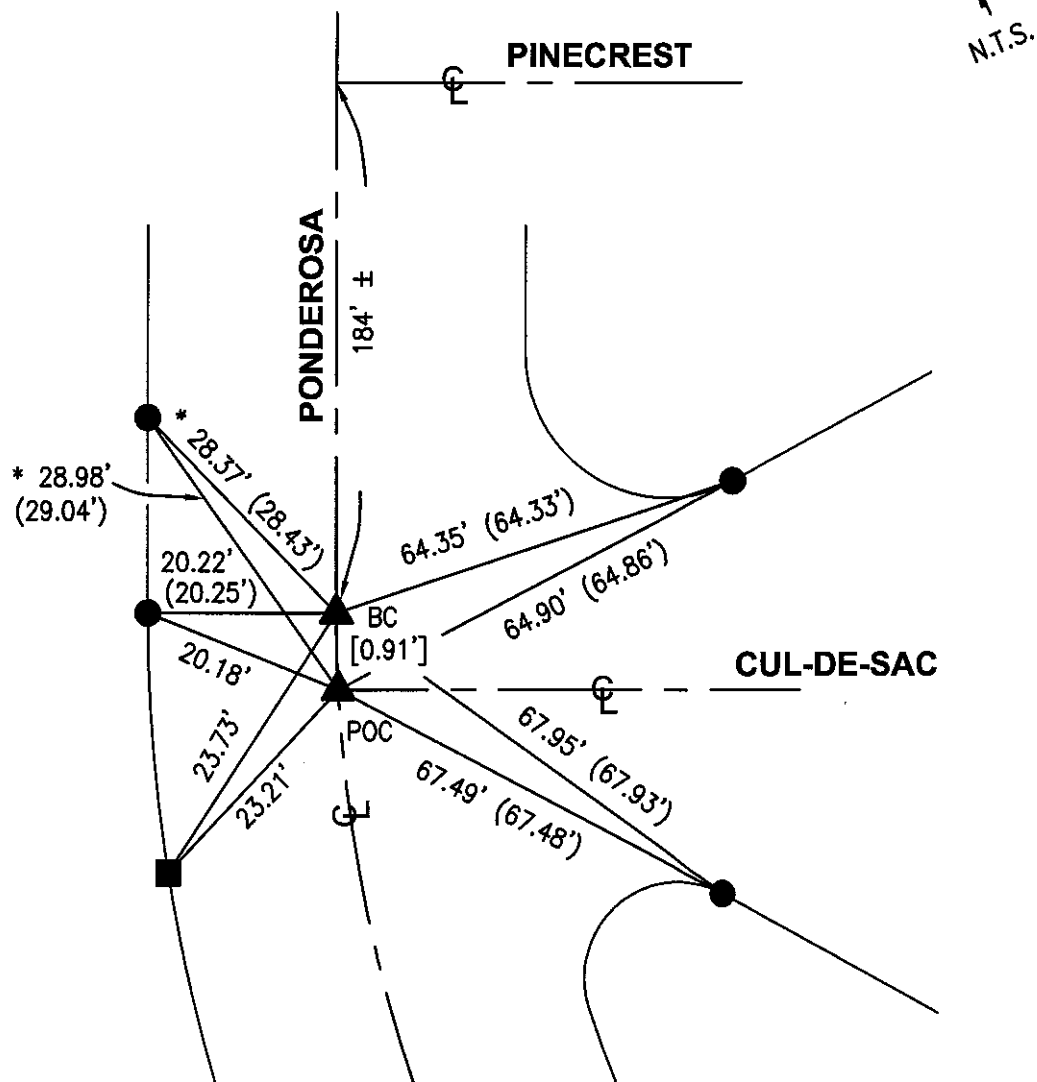 N.T.S.
PINECREST
℄
PONDEROSA
184' ±
* 28.37' (28.43')
* 28.98'
(29.04')
64.35' (64.33')
20.22'
(20.25')
64.90' (64.86')
BC
[0.91']
20.18'
CUL-DE-SAC
℄
POC
23.73'
23.21'
67.95' (67.93')
67.49' (67.48')
℄